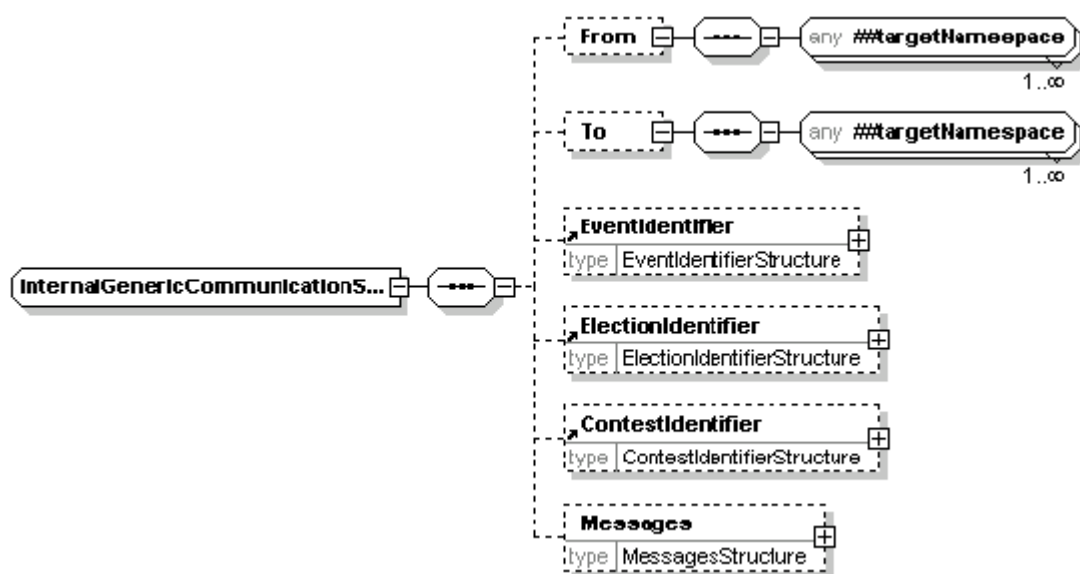 From
any ##targetNamespace
1..∞
To
any ##targetNamespace
1..∞
EventIdentifier
type EventIdentifierStructure
InternalGenericCommunicationS...
ElectionIdentifier
type ElectionIdentifierStructure
ContestIdentifier
type ContestIdentifierStructure
Messages
type MessagesStructure